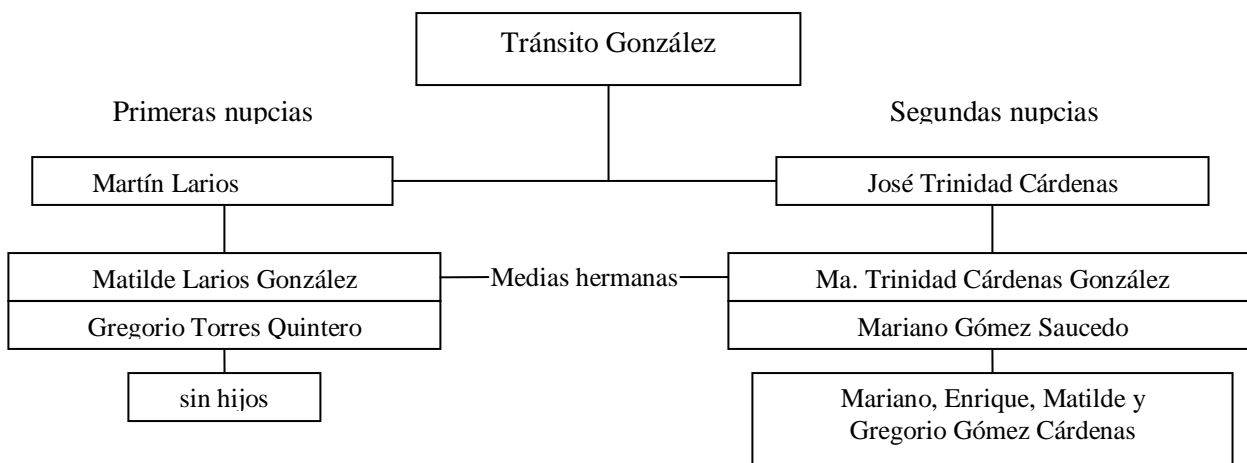 Tránsito González
Primeras nupcias
Segundas nupcias
Martín Larios
José Trinidad Cárdenas
Matilde Larios González
Medias hermanas
Ma. Trinidad Cárdenas González
Gregorio Torres Quintero
Mariano Gómez Saucedo
sin hijos
Mariano, Enrique, Matilde y
Gregorio Gómez Cárdenas